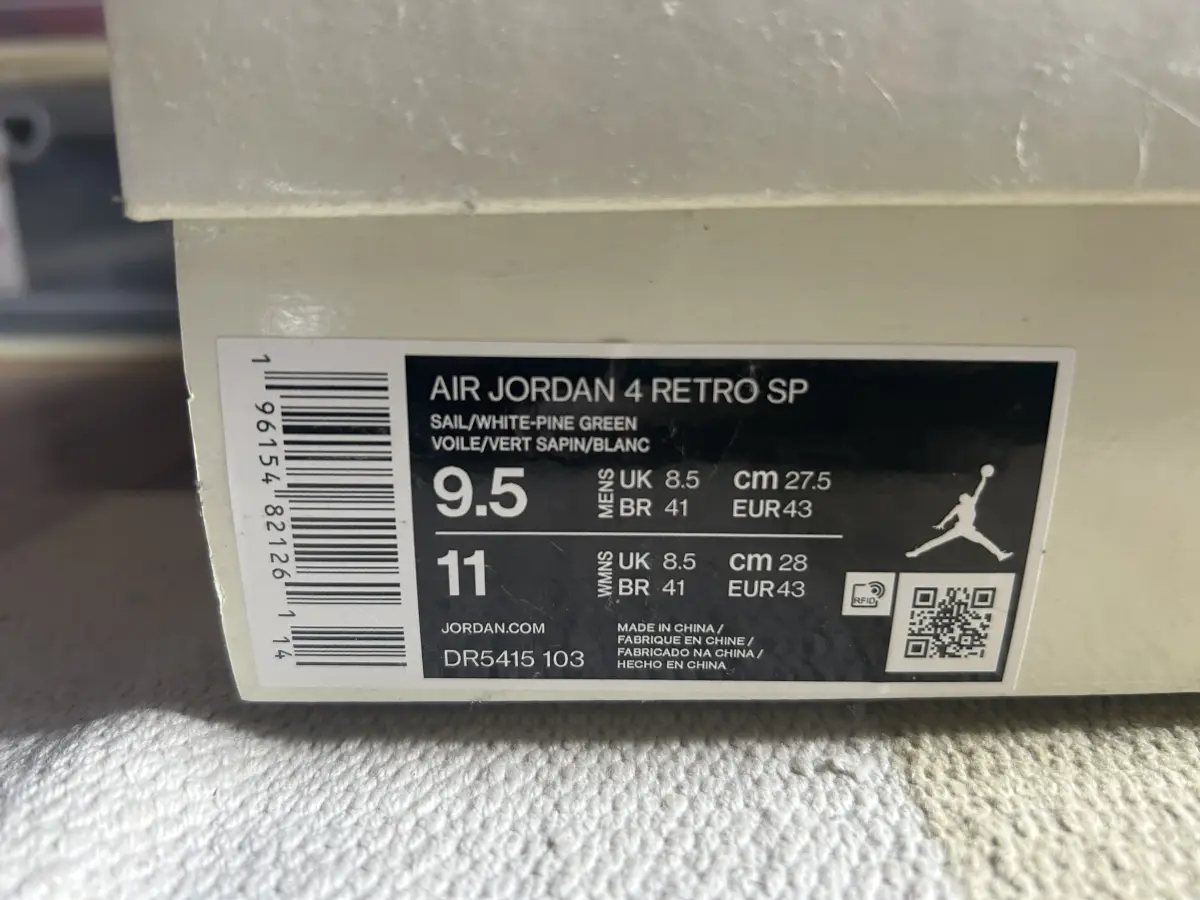 AIR JORDAN 4 RETRO SP
SAIL/WHITE-PINE GREEN
VOILE/VERT SAPIN/BLANC
9.5
MENS
UK 8.5 cm 27.5
BR 41 EUR 43
11
WMNS
UK 8.5 cm 28
BR 41 EUR 43
JORDAN.COM
DR5415 103
MADE IN CHINA /
FABRIQUE EN CHINE /
FABRICADO NA CHINA /
HECHO EN CHINA
RFID
1 96154 82126 1 14